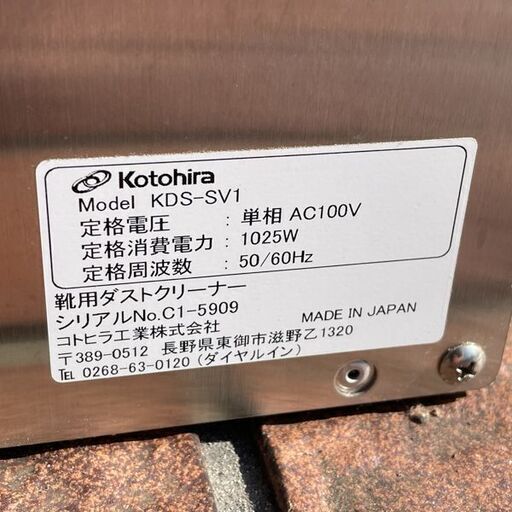 Kotohira
Model KDS-SV1
定格電圧 : 単相 AC100V
定格消費電力 : 1025W
定格周波数 : 50/60Hz
靴用ダストクリーナー
シリアルNo.C1-5909
MADE IN JAPAN
コトヒラ工業株式会社
〒389-0512 長野県東御市滋野乙1320
TEL 0268-63-0120 (ダイヤルイン)